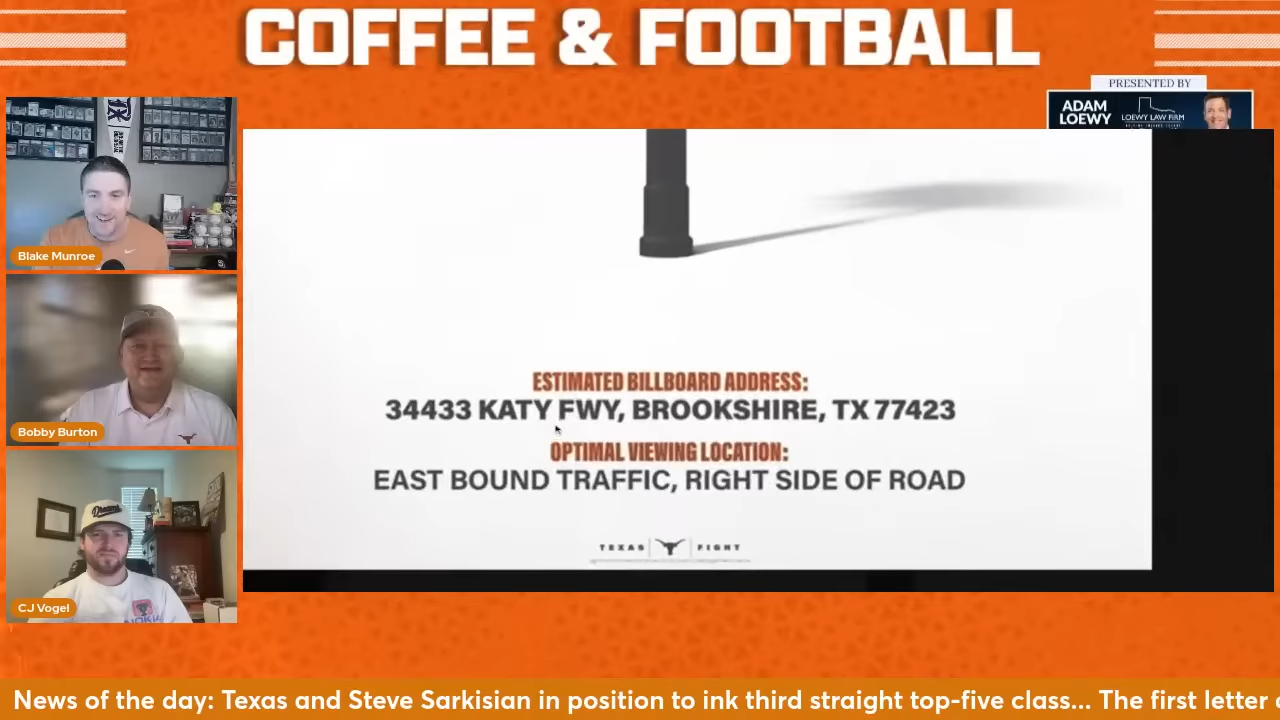 COFFEE & FOOTBALL
PRESENTED BY
ADAM
LOEWY
LOEWY LAW FIRM
Blake Munroe
Bobby Burton
CJ Vogel
ESTIMATED BILLBOARD ADDRESS:
34433 KATY FWY, BROOKSHIRE, TX 77423
OPTIMAL VIEWING LOCATION:
EAST BOUND TRAFFIC, RIGHT SIDE OF ROAD
TEXAS FIGHT
News of the day: Texas and Steve Sarkisian in position to ink third straight top-five class... The first letter